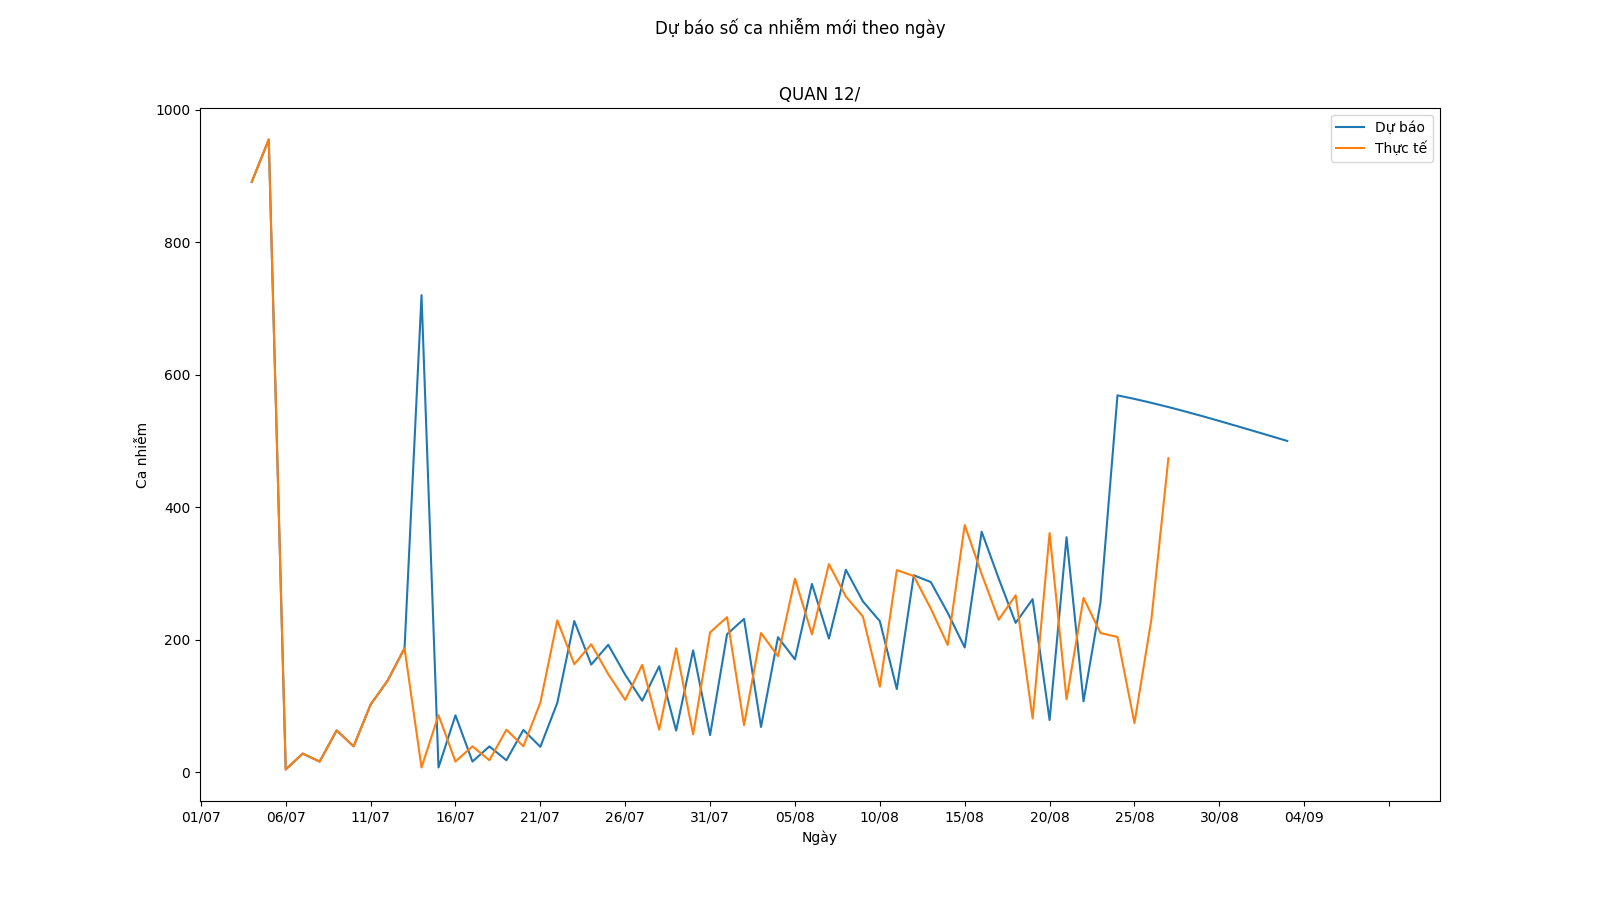 Dự báo số ca nhiễm mới theo ngày
QUAN 12/
Dự báo
Thực tế
1000
800
600
400
200
0
Ca nhiễm
01/07 06/07 11/07 16/07 21/07 26/07 31/07 05/08 10/08 15/08 20/08 25/08 30/08 04/09
Ngày